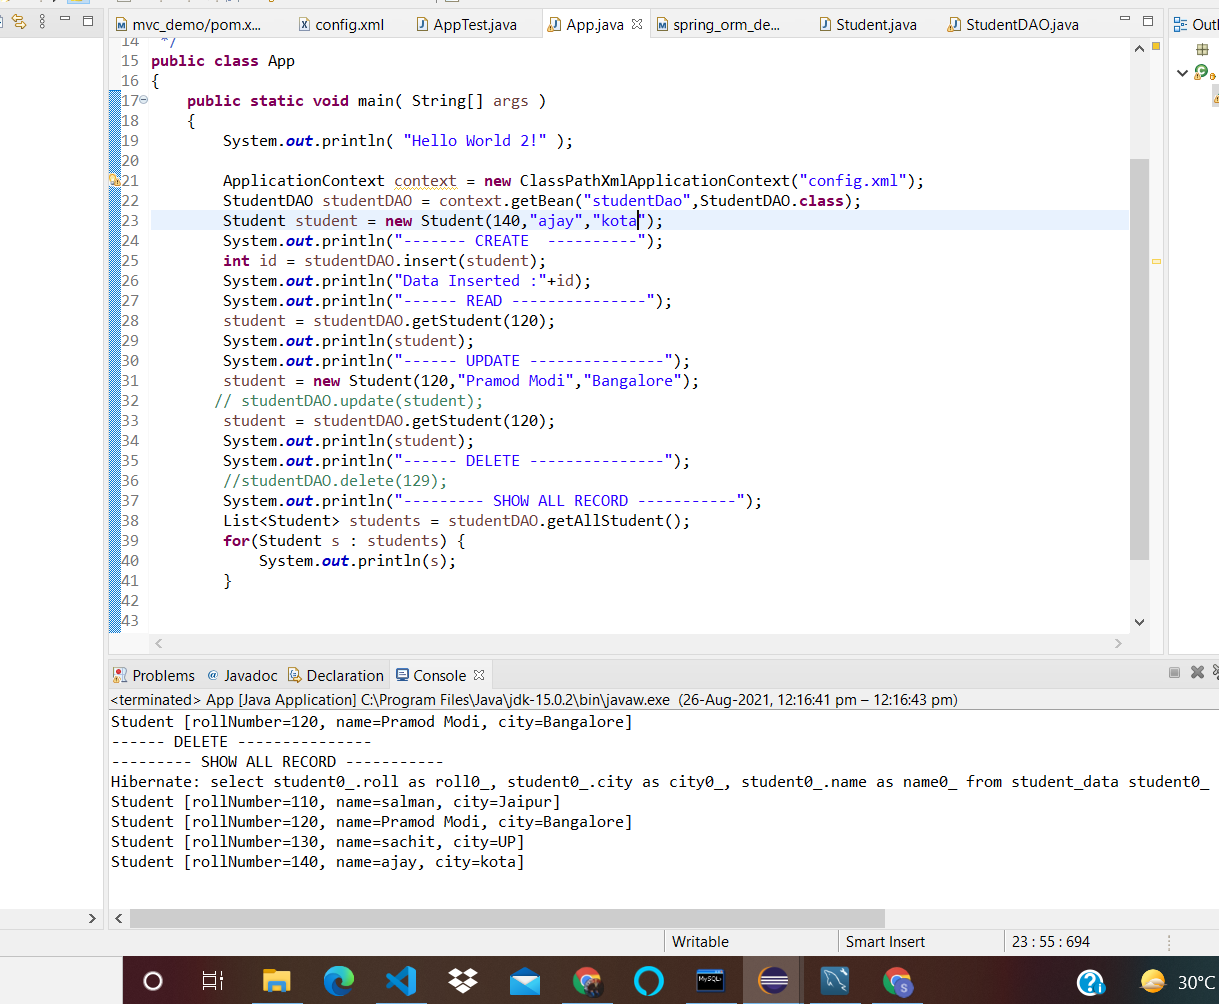 mvc_demo/pom.x... config.xml AppTest.java App.java spring_orm_de... Student.java StudentDAO.java
14 */
15 public class App
16 {
17 public static void main( String[] args )
18 {
19 System.out.println( "Hello World 2!" );
20
21 ApplicationContext context = new ClassPathXmlApplicationContext("config.xml");
22 StudentDAO studentDAO = context.getBean("studentDao",StudentDAO.class);
23 Student student = new Student(140,"ajay","kota");
24 System.out.println("------- CREATE  ----------");
25 int id = studentDAO.insert(student);
26 System.out.println("Data Inserted :"+id);
27 System.out.println("------ READ ---------------");
28 student = studentDAO.getStudent(120);
29 System.out.println(student);
30 System.out.println("------ UPDATE ---------------");
31 student = new Student(120,"Pramod Modi","Bangalore");
32 // studentDAO.update(student);
33 student = studentDAO.getStudent(120);
34 System.out.println(student);
35 System.out.println("------ DELETE ---------------");
36 //studentDAO.delete(129);
37 System.out.println("--------- SHOW ALL RECORD -----------");
38 List<Student> students = studentDAO.getAllStudent();
39 for(Student s : students) {
40 System.out.println(s);
41 }
42
43
Problems Javadoc Declaration Console
<terminated> App [Java Application] C:\Program Files\Java\jdk-15.0.2\bin\javaw.exe  (26-Aug-2021, 12:16:41 pm – 12:16:43 pm)
Student [rollNumber=120, name=Pramod Modi, city=Bangalore]
------ DELETE ---------------
--------- SHOW ALL RECORD -----------
Hibernate: select student0_.roll as roll0_, student0_.city as city0_, student0_.name as name0_ from student_data student0_
Student [rollNumber=110, name=salman, city=Jaipur]
Student [rollNumber=120, name=Pramod Modi, city=Bangalore]
Student [rollNumber=130, name=sachit, city=UP]
Student [rollNumber=140, name=ajay, city=kota]
Writable Smart Insert 23 : 55 : 694
MySQL 30°C